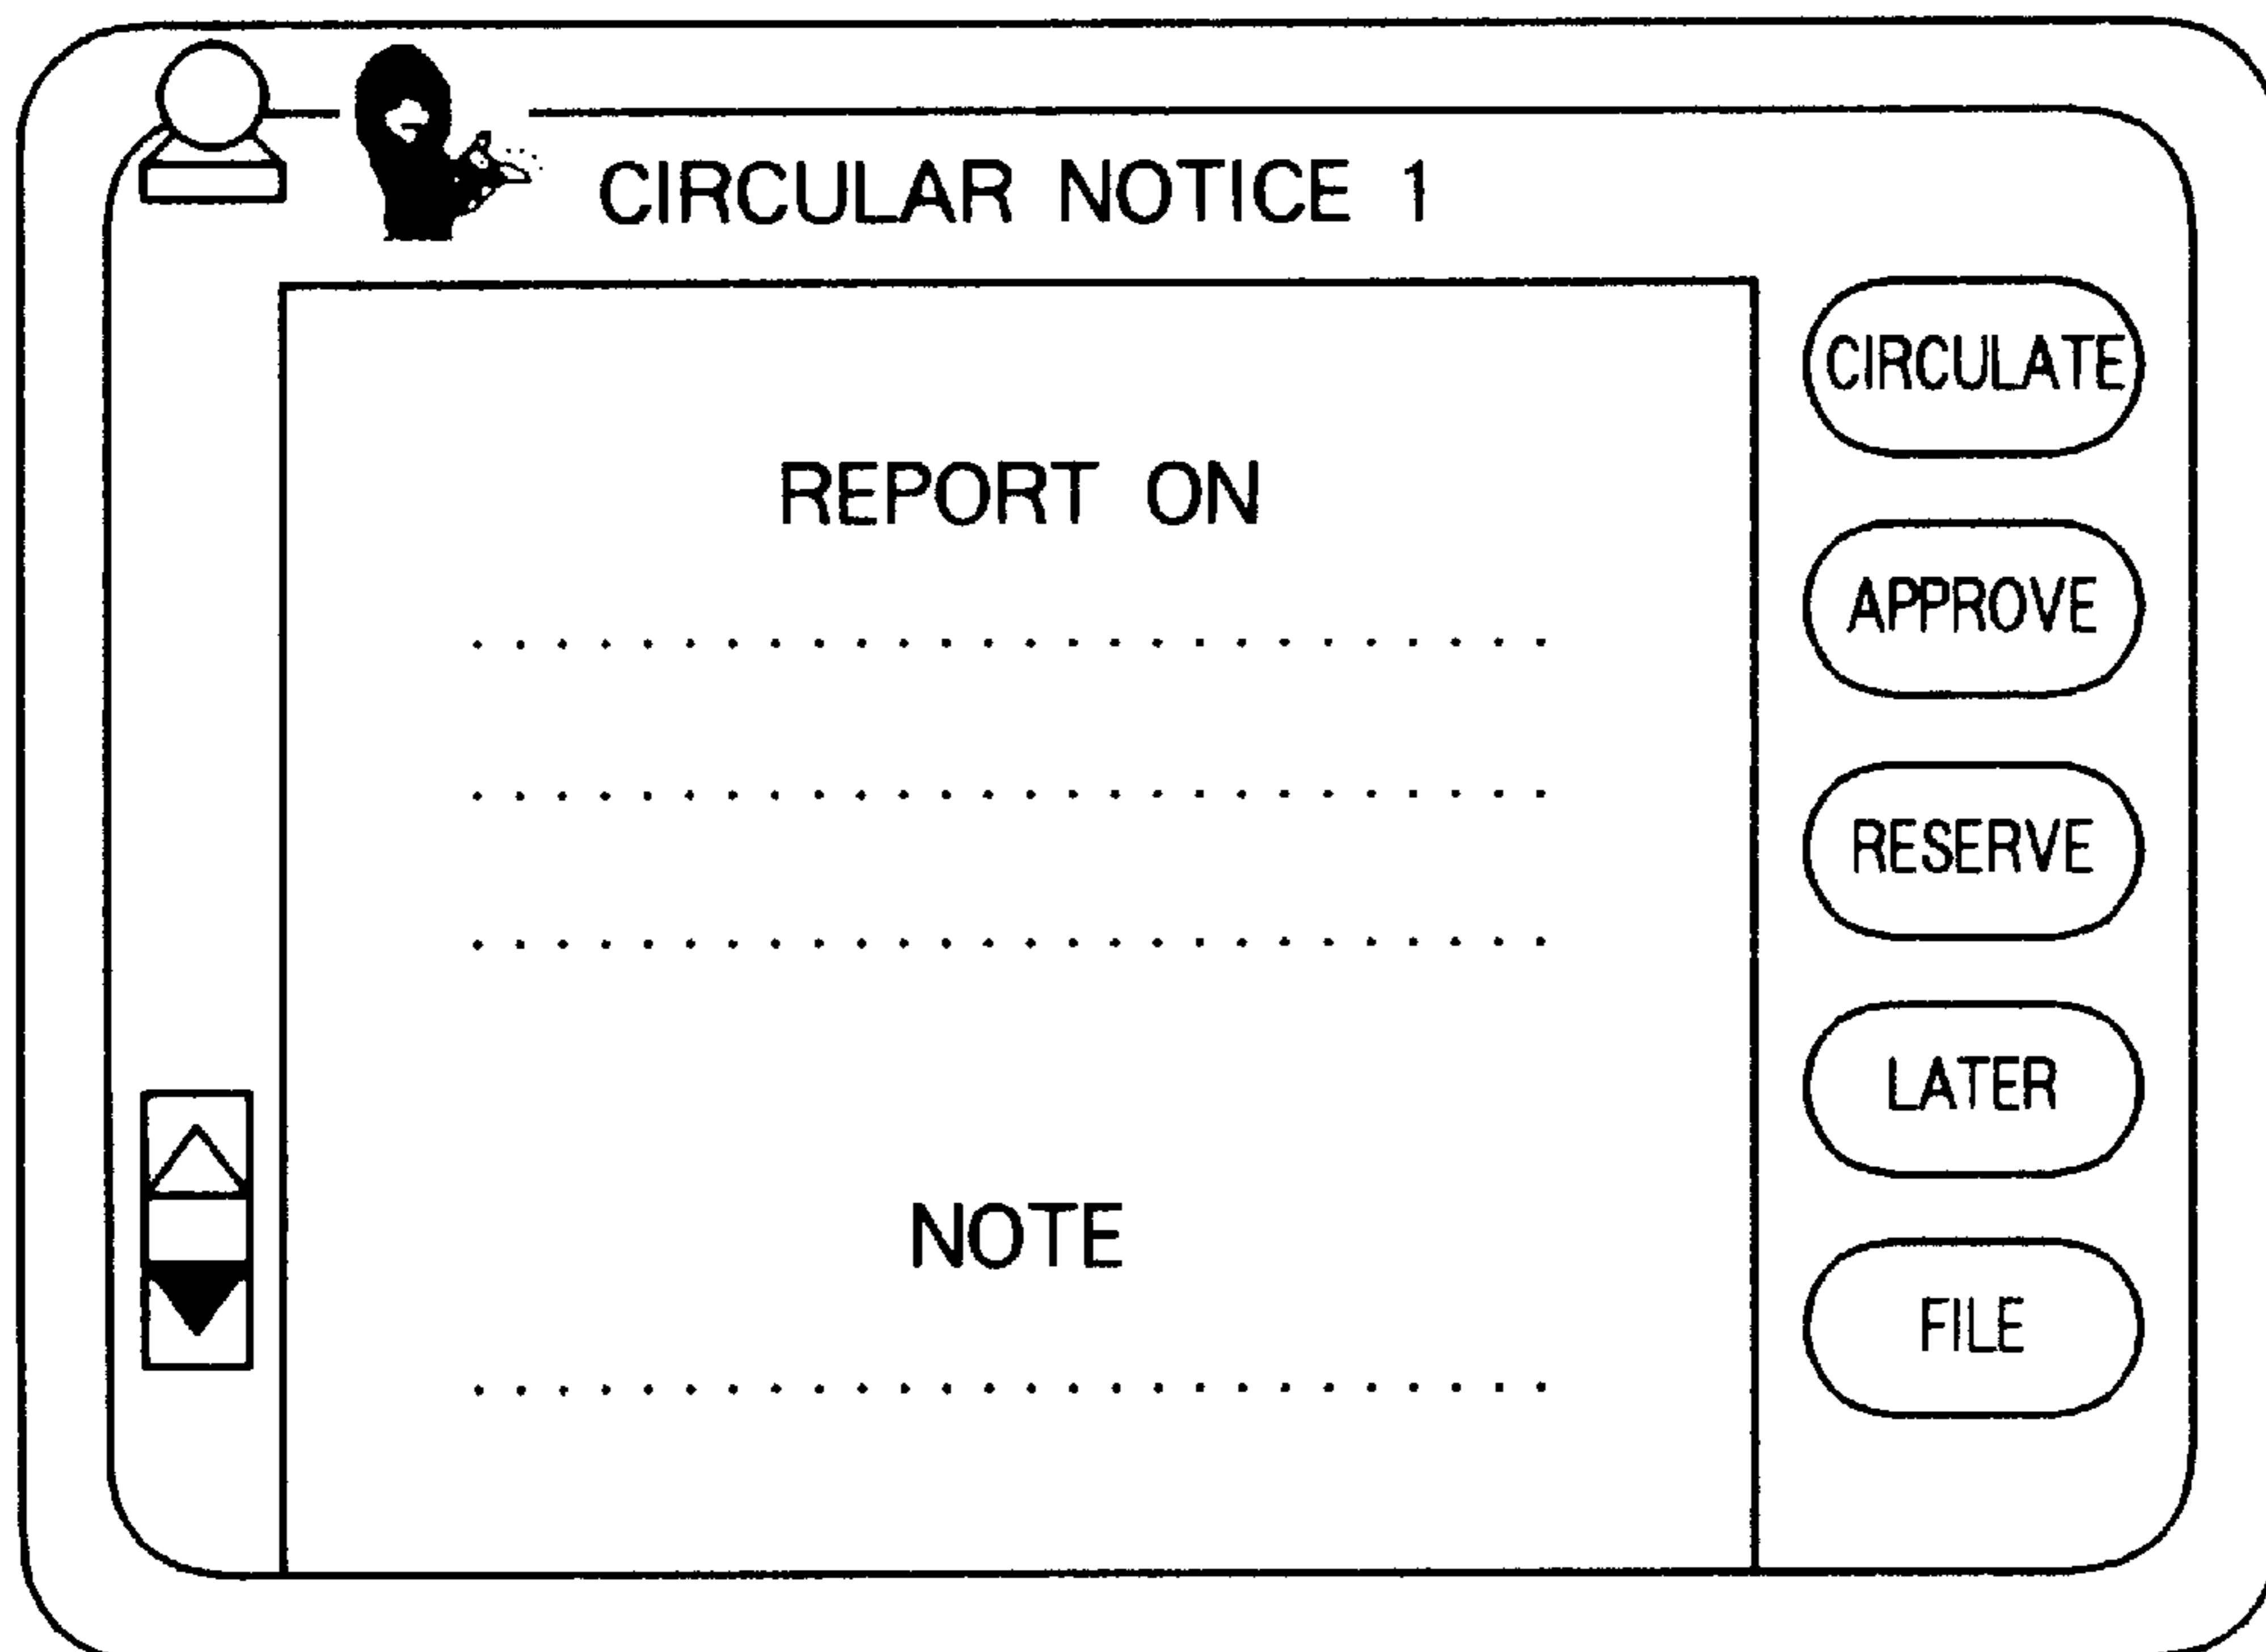 CIRCULAR NOTICE 1
REPORT ON
..........................
..........................
..........................
NOTE
..........................
CIRCULATE
APPROVE
RESERVE
LATER
FILE